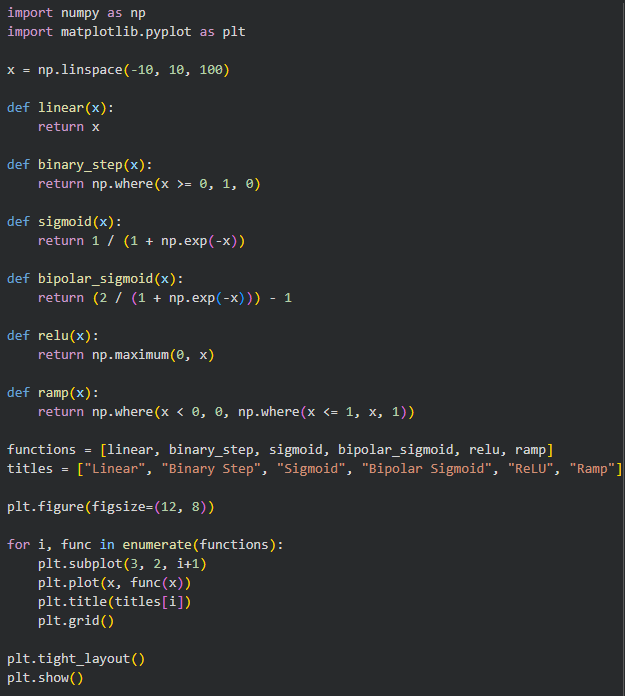 import numpy as np
import matplotlib.pyplot as plt

x = np.linspace(-10, 10, 100)

def linear(x):
    return x

def binary_step(x):
    return np.where(x >= 0, 1, 0)

def sigmoid(x):
    return 1 / (1 + np.exp(-x))

def bipolar_sigmoid(x):
    return (2 / (1 + np.exp(-x))) - 1

def relu(x):
    return np.maximum(0, x)

def ramp(x):
    return np.where(x < 0, 0, np.where(x <= 1, x, 1))

functions = [linear, binary_step, sigmoid, bipolar_sigmoid, relu, ramp]
titles = ["Linear", "Binary Step", "Sigmoid", "Bipolar Sigmoid", "ReLU", "Ramp"]

plt.figure(figsize=(12, 8))

for i, func in enumerate(functions):
    plt.subplot(3, 2, i+1)
    plt.plot(x, func(x))
    plt.title(titles[i])
    plt.grid()

plt.tight_layout()
plt.show()